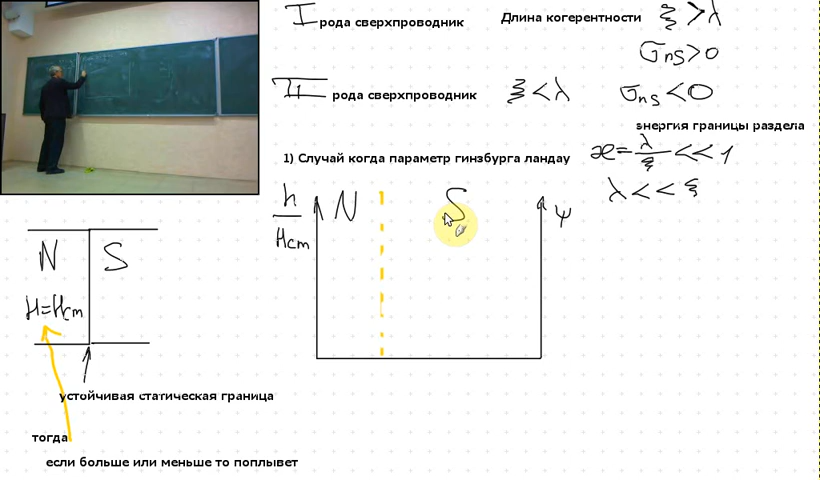 I рода сверхпроводник Длина когерентности ξ > λ
σns > 0
II рода сверхпроводник ξ < λ σns < 0
энергия границы раздела
1) Случай когда параметр гинзбурга ландау æ = λ/ξ << 1
λ << ξ
h/Hcm N S ψ
N S
H=Hcm
устойчивая статическая граница
тогда
если больше или меньше то поплывет